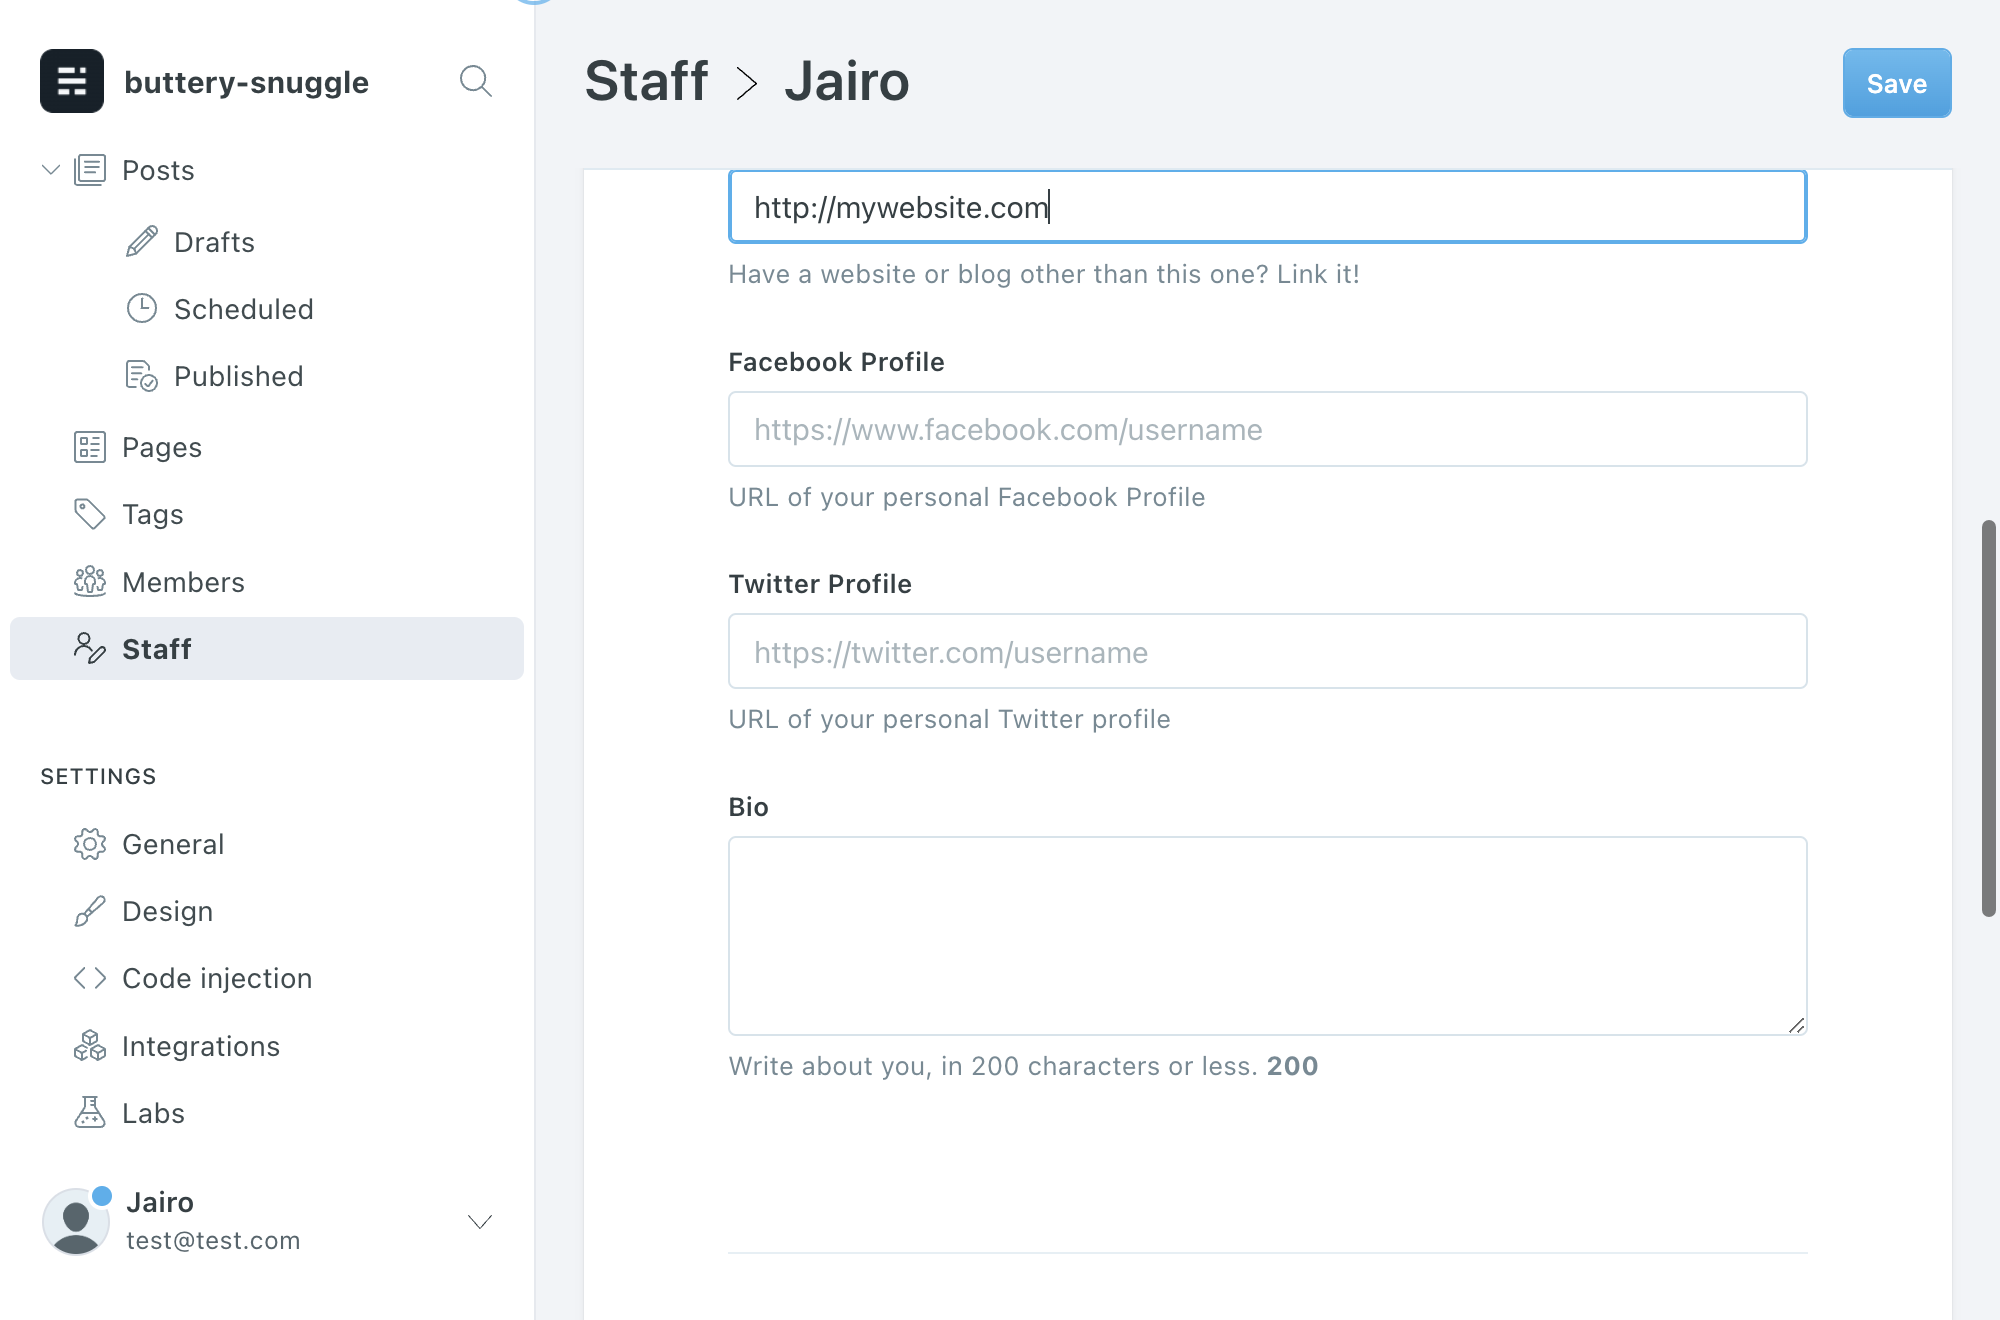 buttery-snuggle
Posts
Drafts
Scheduled
Published
Pages
Tags
Members
Staff
SETTINGS
General
Design
Code injection
Integrations
Labs
Jairo
test@test.com
Staff > Jairo
Save
http://mywebsite.com
Have a website or blog other than this one? Link it!
Facebook Profile
https://www.facebook.com/username
URL of your personal Facebook Profile
Twitter Profile
https://twitter.com/username
URL of your personal Twitter profile
Bio
Write about you, in 200 characters or less. 200